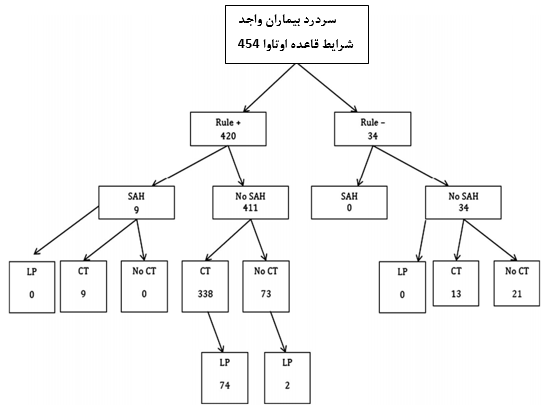 سردرد بیماران واجد
شرایط قاعده اوتاوا 454
Rule +
420
Rule –
34
SAH
9
No SAH
411
SAH
0
No SAH
34
LP
0
CT
9
No CT
0
CT
338
No CT
73
LP
0
CT
13
No CT
21
LP
74
LP
2